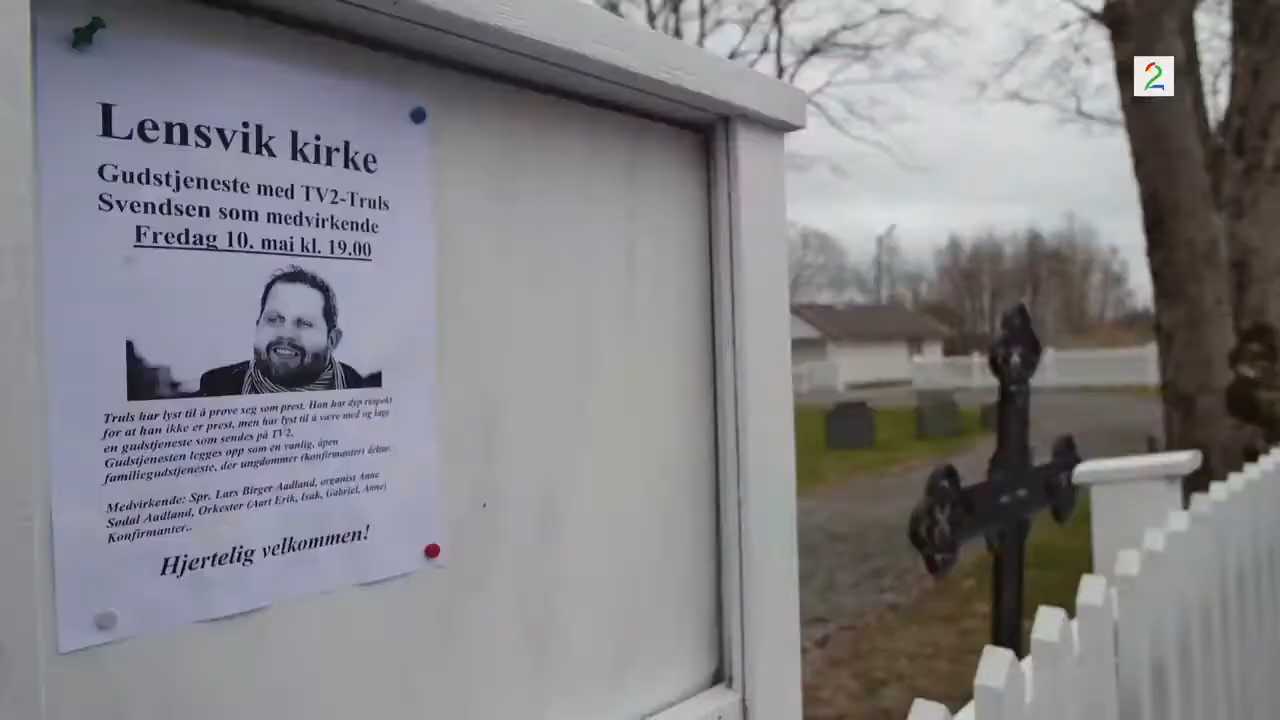 Lensvik kirke
Gudstjeneste med TV2-Truls
Svendsen som medvirkende
Fredag 10. mai kl. 19.00
Truls har lyst til å prøve seg som prest. Han har dyp respekt
for at han ikke er prest, men har lyst til å være med og lage
en gudstjeneste som sendes på TV2.
Gudstjenesten legges opp som en vanlig, åpen
familiegudstjeneste, der ungdommer (konfirmanter) deltar.
Medvirkende: Spr. Lars Birger Aadland, organist Anne
Sødal Aadland, Orkester (Aart Erik, Isak, Gabriel, Anne)
Konfirmanter..
Hjertelig velkommen!
2